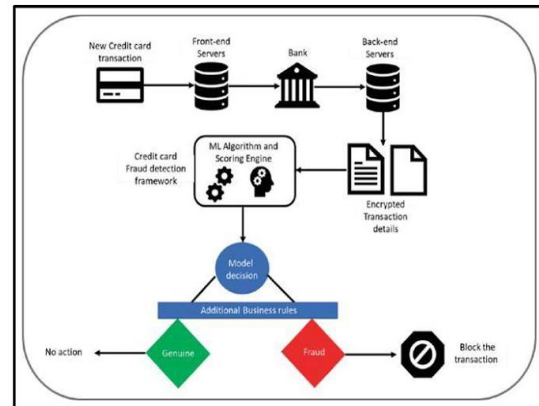 New Credit card
transaction
Front-end
Servers
Bank
Back-end
Servers
Credit card
Fraud detection
framework
ML Algorithm and
Scoring Engine
Encrypted
Transaction
details
Model
decision
Additional Business rules
No action
Genuine
Fraud
Block the
transaction